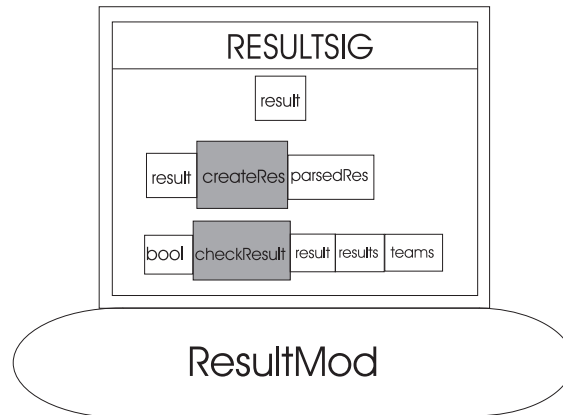 RESULTSIG
result
result createRes parsedRes
bool checkResult result results teams
ResultMod